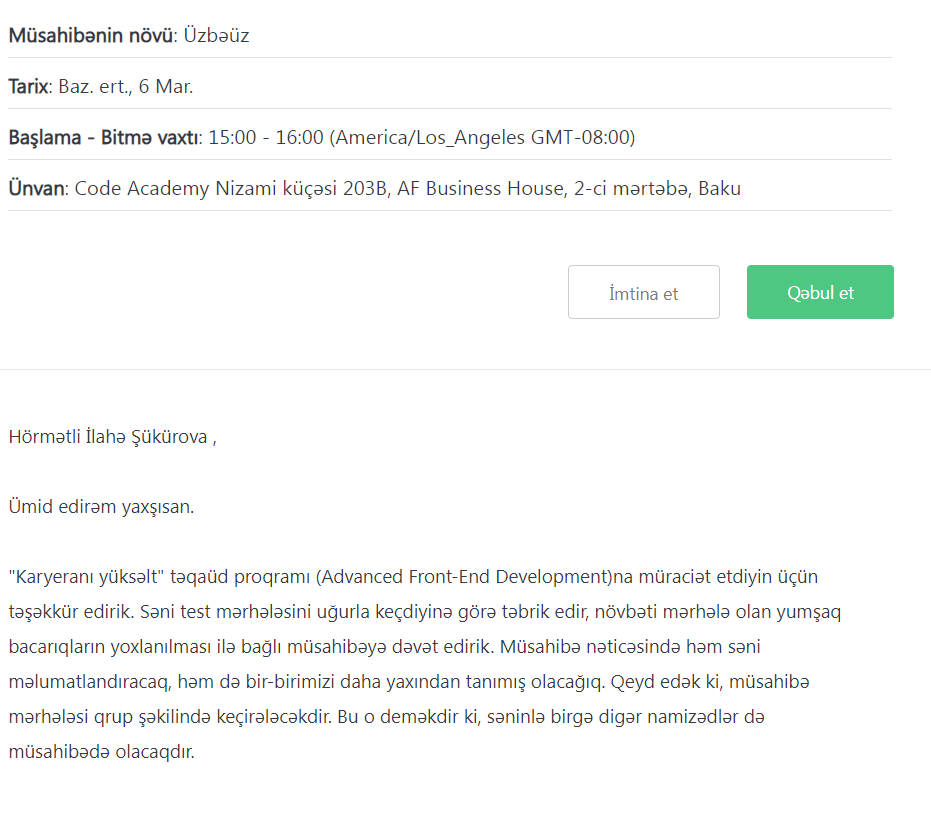 Müsahibənin növü: Üzbəüz
Tarix: Baz. ert., 6 Mar.
Başlama - Bitmə vaxtı: 15:00 - 16:00 (America/Los_Angeles GMT-08:00)
Ünvan: Code Academy Nizami küçəsi 203B, AF Business House, 2-ci mərtəbə, Baku
İmtina et
Qəbul et
Hörmətli İlahə Şükürova ,
Ümid edirəm yaxşısan.
"Karyeranı yüksəlt" təqaüd proqramı (Advanced Front-End Development)na müraciət etdiyin üçün
təşəkkür edirik. Səni test mərhələsini uğurla keçdiyinə görə təbrik edir, növbəti mərhələ olan yumşaq
bacarıqların yoxlanılması ilə bağlı müsahibəyə dəvət edirik. Müsahibə nəticəsində həm səni
məlumatlandıracaq, həm də bir-birimizi daha yaxından tanımış olacağıq. Qeyd edək ki, müsahibə
mərhələsi qrup şəkilində keçirələcəkdir. Bu o deməkdir ki, səninlə birgə digər namizədlər də
müsahibədə olacaqdır.